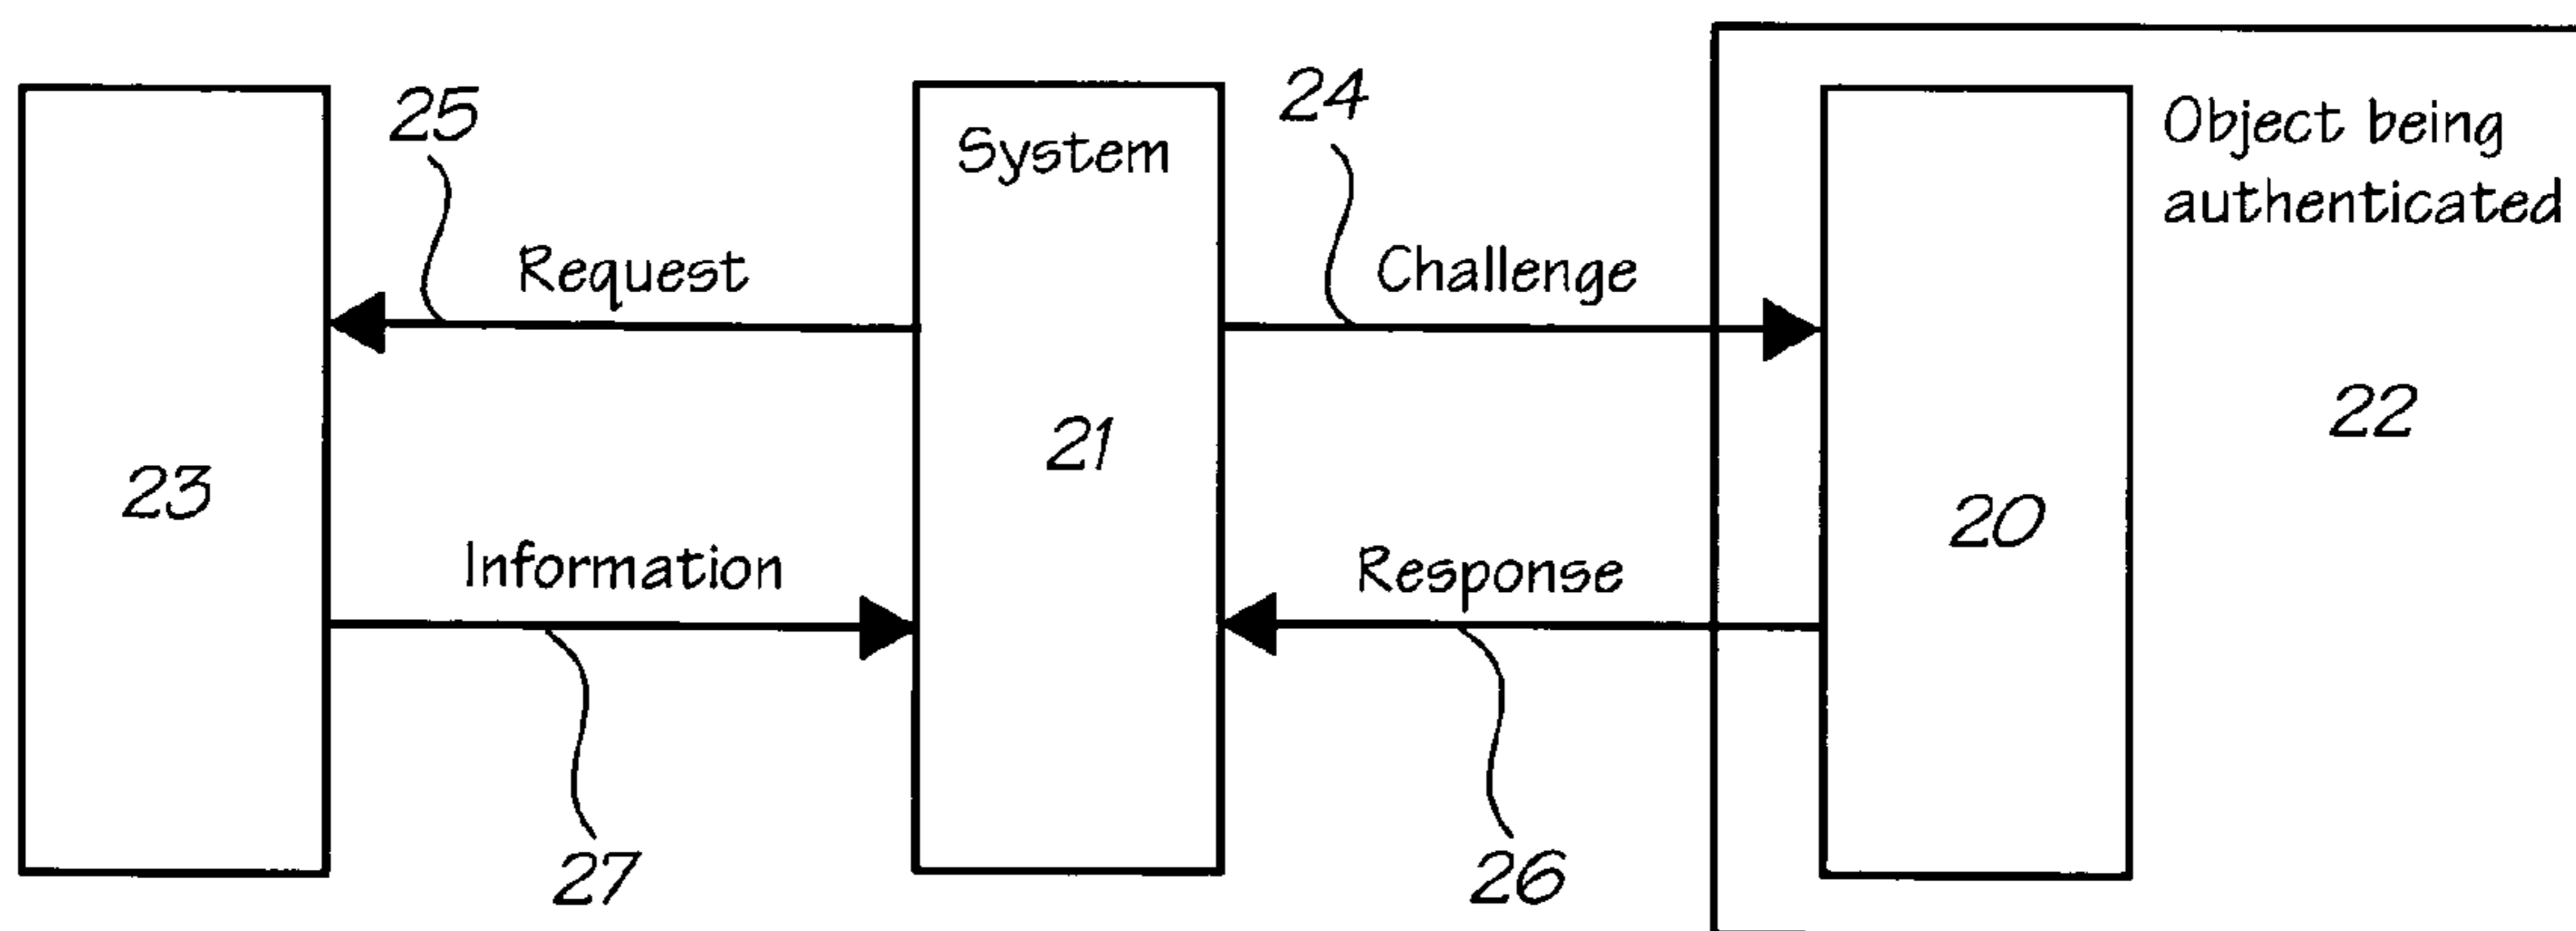 25
24
System
Object being
authenticated
Request
Challenge
22
21
23
20
Information
Response
27
26